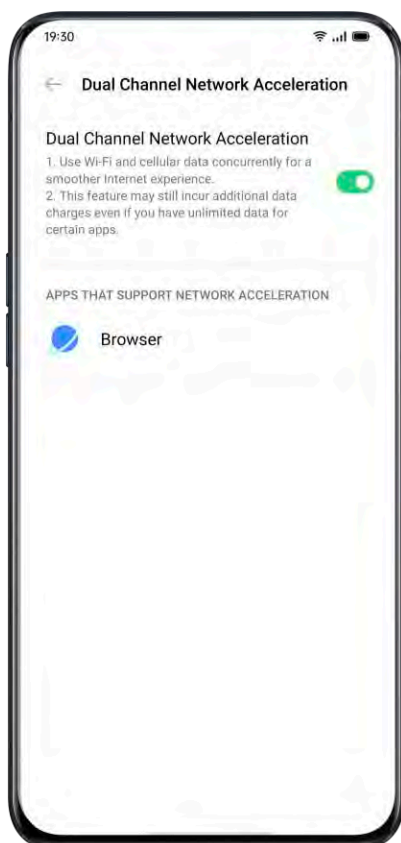 19:30
Dual Channel Network Acceleration
Dual Channel Network Acceleration
1. Use Wi-Fi and cellular data concurrently for a
smoother Internet experience.
2. This feature may still incur additional data
charges even if you have unlimited data for
certain apps.
APPS THAT SUPPORT NETWORK ACCELERATION
Browser